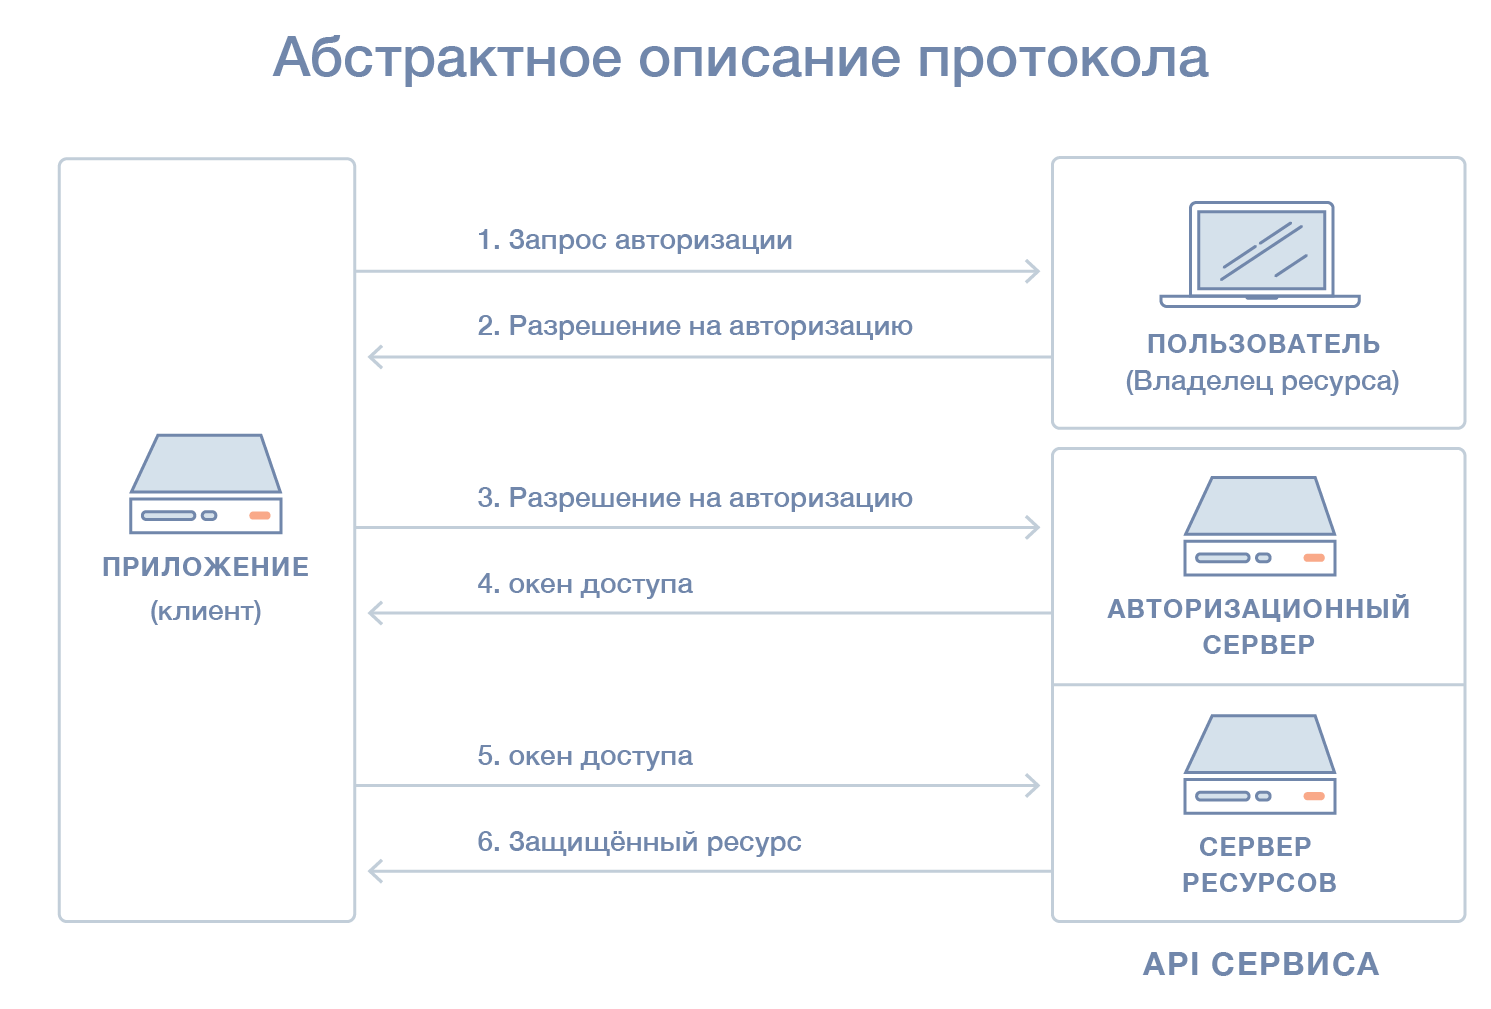 Абстрактное описание протокола
1. Запрос авторизации
2. Разрешение на авторизацию
ПОЛЬЗОВАТЕЛЬ
(Владелец ресурса)
3. Разрешение на авторизацию
4. окен доступа
ПРИЛОЖЕНИЕ
(клиент)
АВТОРИЗАЦИОННЫЙ
СЕРВЕР
5. окен доступа
6. Защищённый ресурс
СЕРВЕР
РЕСУРСОВ
API СЕРВИСА